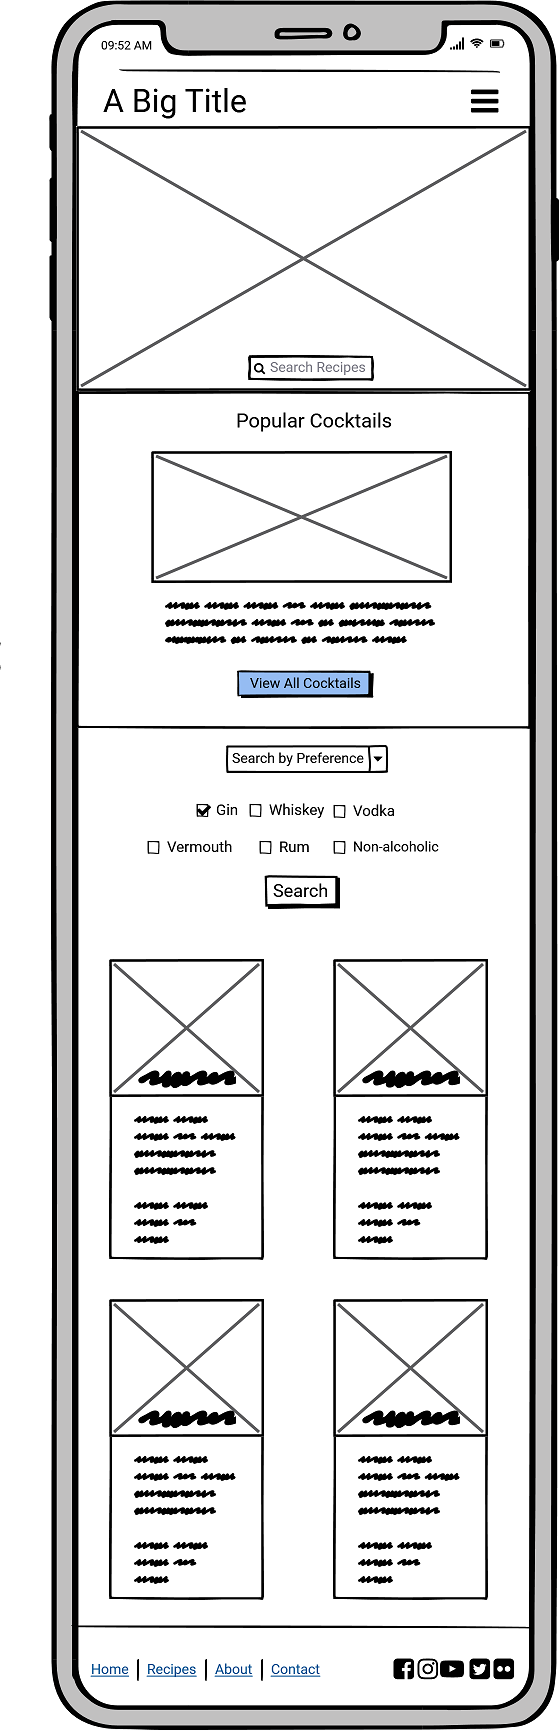 09:52 AM
A Big Title
Search Recipes
Popular Cocktails
View All Cocktails
Search by Preference
Gin Whiskey Vodka
Vermouth Rum Non-alcoholic
Search
Home | Recipes | About | Contact